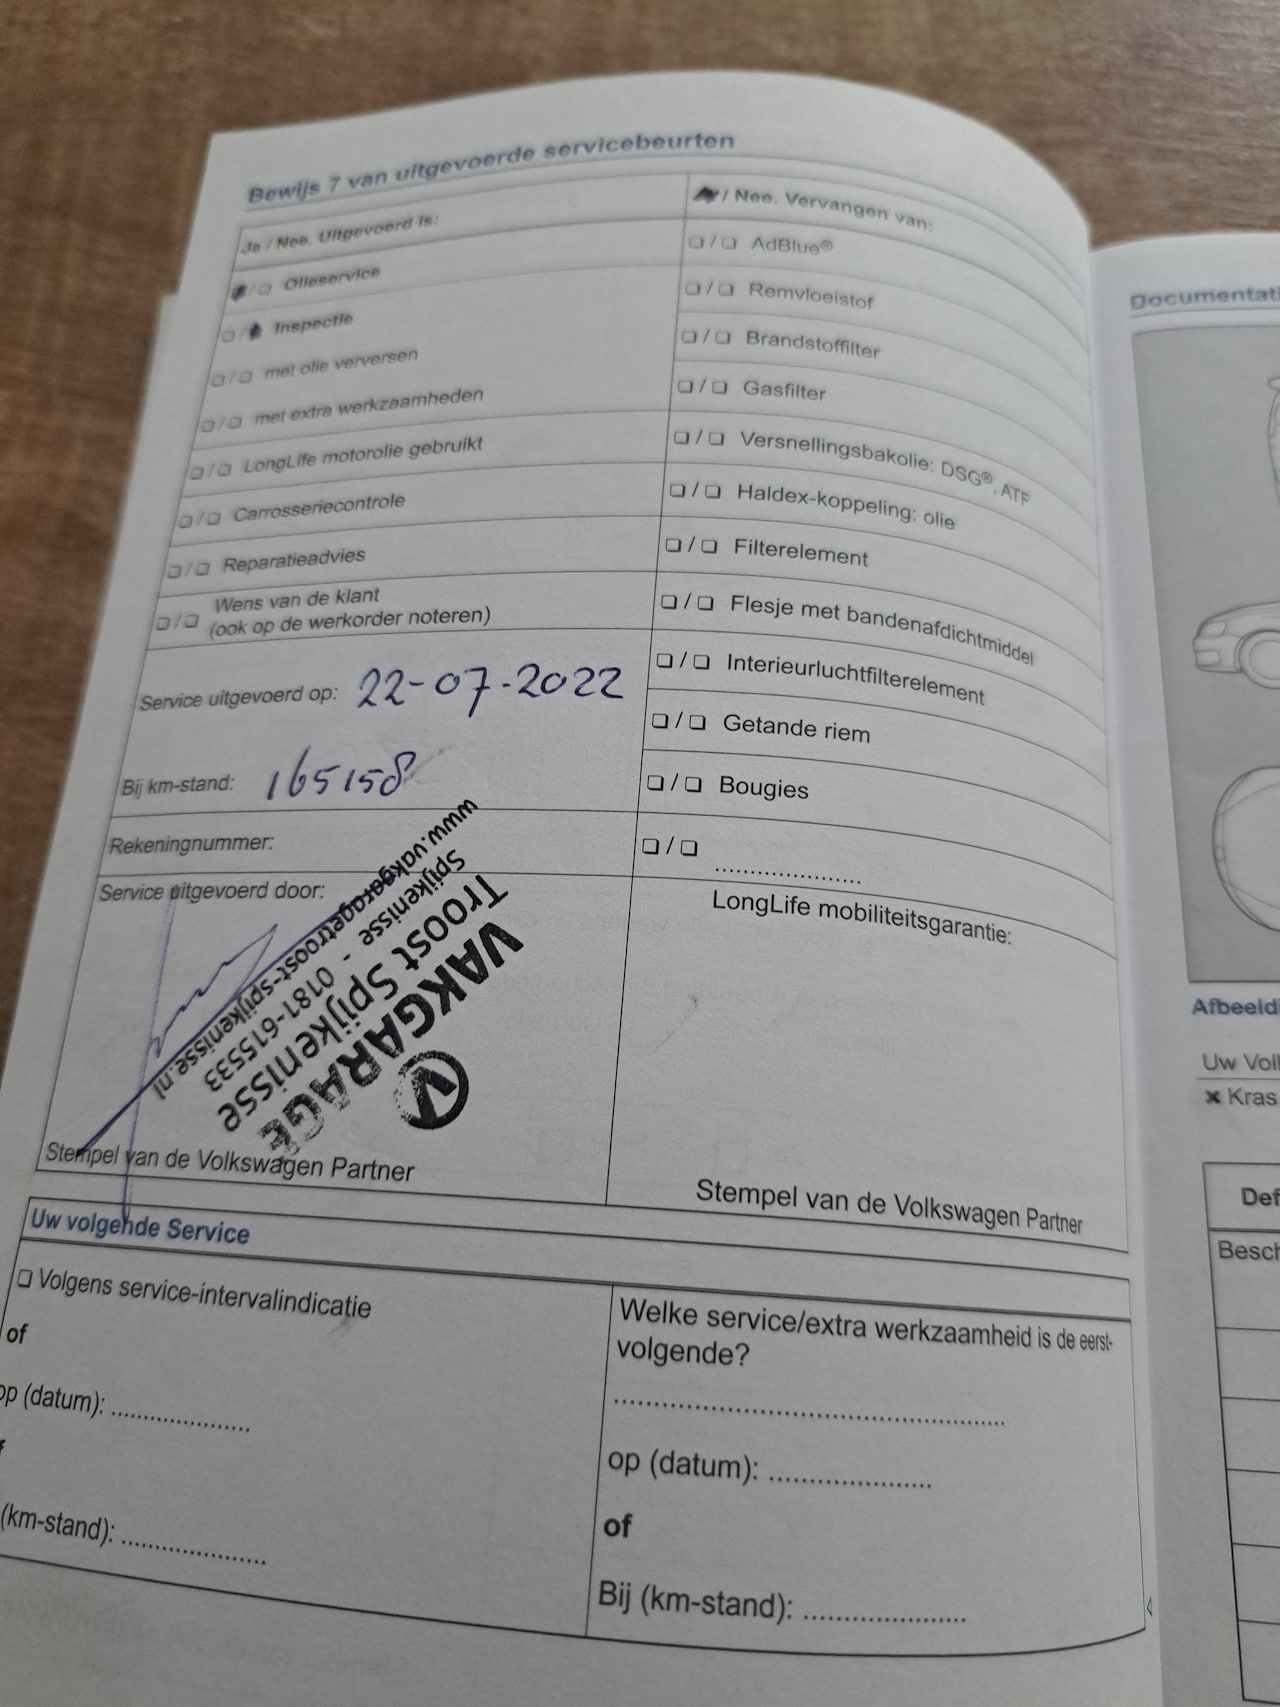 Bewijs 7 van uitgevoerde servicebeurten
Ja / Nee. Uitgevoerd is:
❏/❏ Olieservice
❏/❏ Inspectie
❏/❏ met olie verversen
❏/❏ met extra werkzaamheden
❏/❏ LongLife motorolie gebruikt
❏/❏ Carrosseriecontrole
❏/❏ Reparatieadvies
❏/❏ Wens van de klant
(ook op de werkorder noteren)
Service uitgevoerd op: 22-07-2022
Bij km-stand: 165158
Rekeningnummer:
Service uitgevoerd door:
VAKGARAGE
Troost Spijkenisse
Spijkenisse - 0181-615533
www.vakgaragetroost-spijkenisse.nl
Stempel van de Volkswagen Partner
/ Nee. Vervangen van:
❏/❏ AdBlue®
❏/❏ Remvloeistof
❏/❏ Brandstoffilter
❏/❏ Gasfilter
❏/❏ Versnellingsbakolie: DSG®, ATF
❏/❏ Haldex-koppeling: olie
❏/❏ Filterelement
❏/❏ Flesje met bandenafdichtmiddel
❏/❏ Interieurluchtfilterelement
❏/❏ Getande riem
❏/❏ Bougies
❏/❏ ......................
LongLife mobiliteitsgarantie:
Stempel van de Volkswagen Partner
Uw volgende Service
❏ Volgens service-intervalindicatie
of
op (datum): ......................
(km-stand): ......................
Welke service/extra werkzaamheid is de eerst-
volgende?
............................................................
op (datum): ......................
of
Bij (km-stand): ......................
Documentati
Afbeeldi
Uw Voll
✖ Kras
Def
Besch